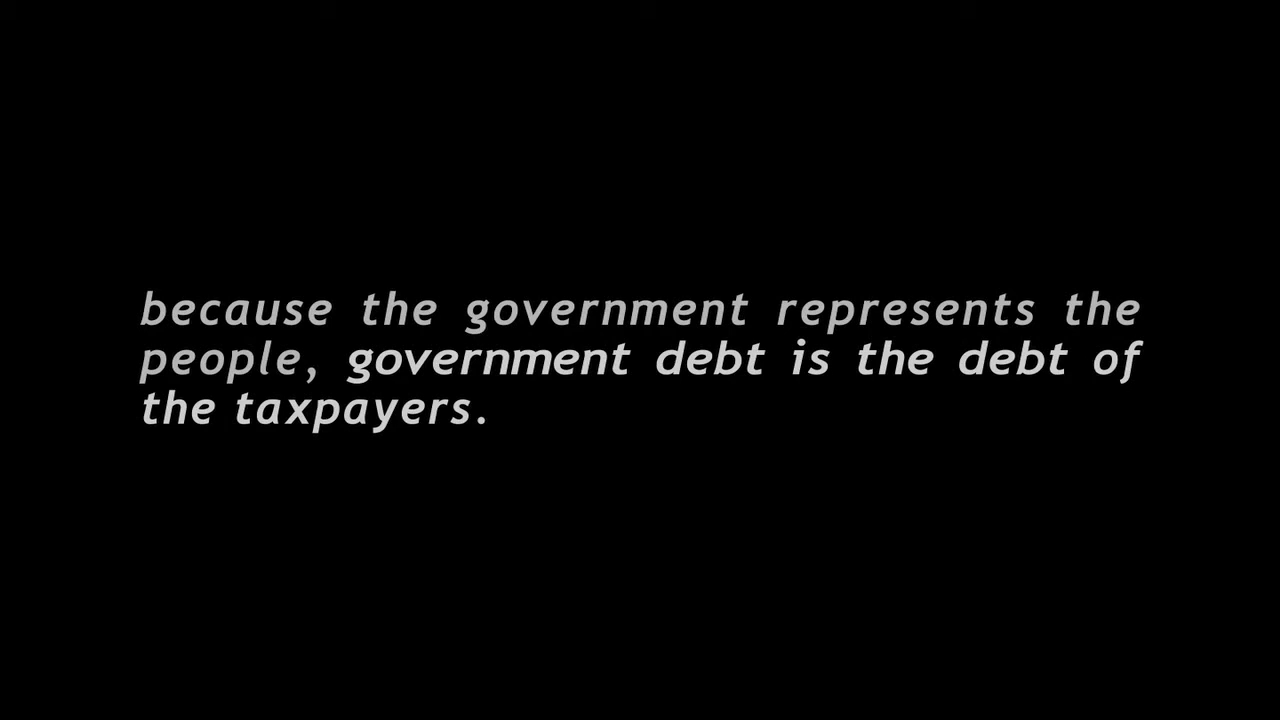 because the government represents the
people, government debt is the debt of
the taxpayers.